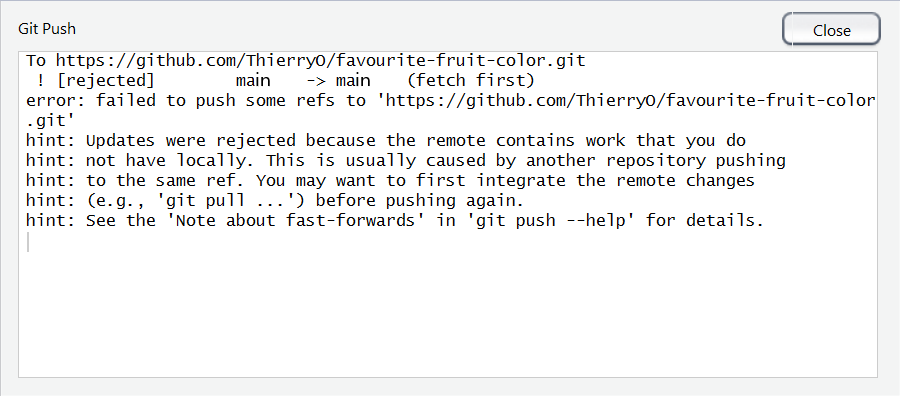 Git Push
Close
To https://github.com/ThierryO/favourite-fruit-color.git
 ! [rejected]        main    -> main    (fetch first)
error: failed to push some refs to 'https://github.com/ThierryO/favourite-fruit-color
.git'
hint: Updates were rejected because the remote contains work that you do
hint: not have locally. This is usually caused by another repository pushing
hint: to the same ref. You may want to first integrate the remote changes
hint: (e.g., 'git pull ...') before pushing again.
hint: See the 'Note about fast-forwards' in 'git push --help' for details.